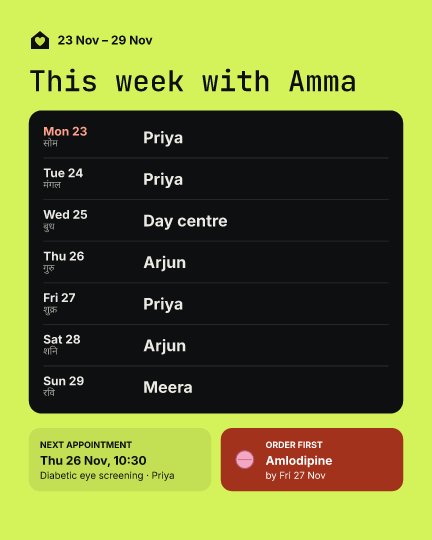 23 Nov – 29 Nov
This week with Amma
Mon 23
सोम
Priya
Tue 24
मंगल
Priya
Wed 25
बुध
Day centre
Thu 26
गुरु
Arjun
Fri 27
शुक्र
Priya
Sat 28
शनि
Arjun
Sun 29
रवि
Meera
NEXT APPOINTMENT
Thu 26 Nov, 10:30
Diabetic eye screening · Priya
ORDER FIRST
Amlodipine
by Fri 27 Nov